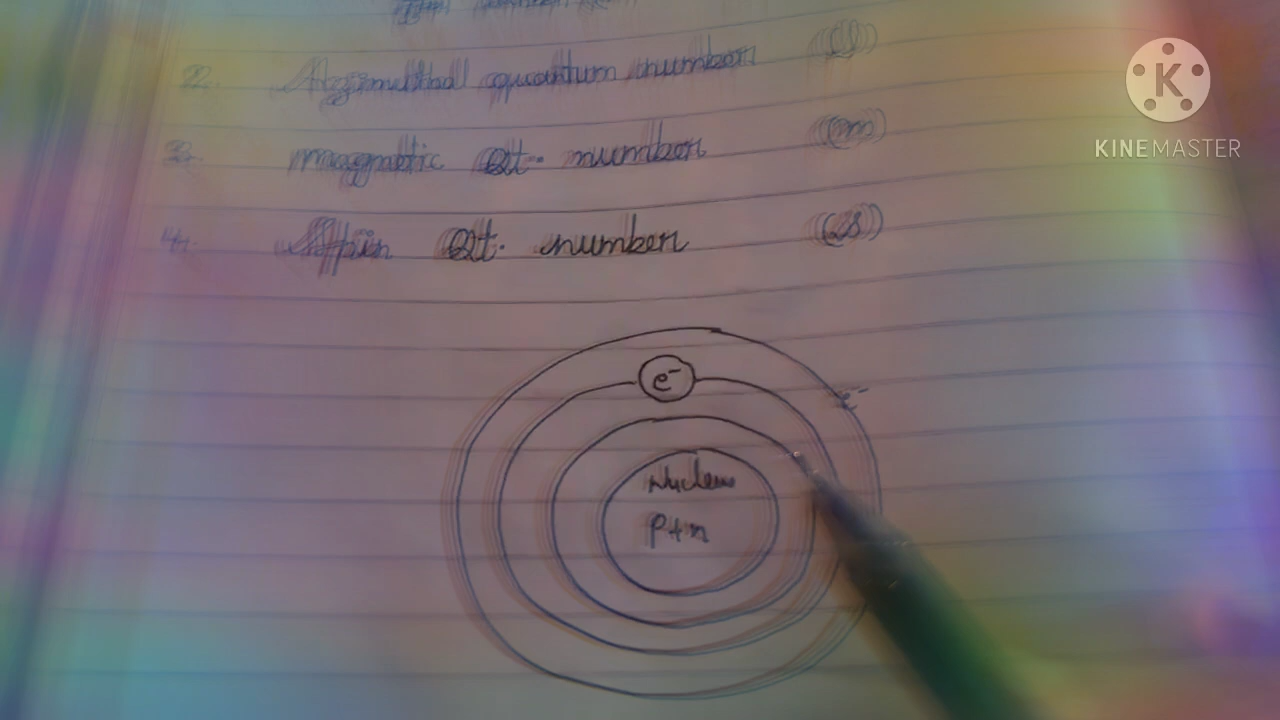 2. Azimuthal quantum number (l)
3. magnetic Qt. number (m)
4. Spin Qt. number (s)
e-
e-
Nucleus
P+n
K
KINEMASTER